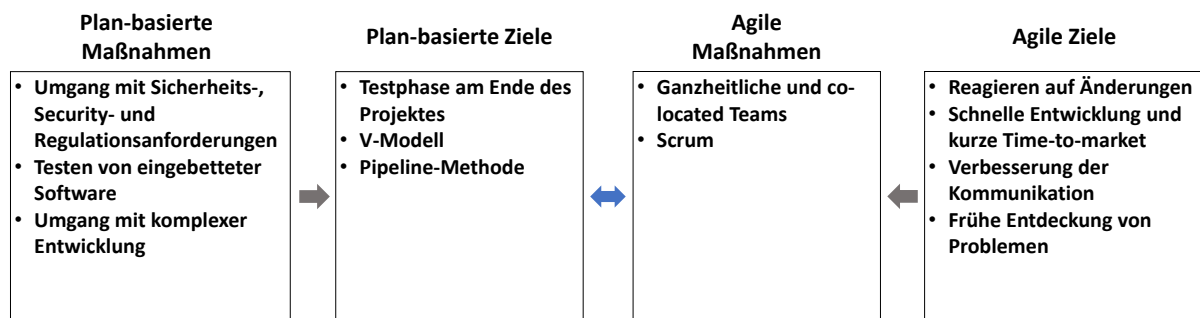 Plan-basierte
Maßnahmen
• Umgang mit Sicherheits-,
Security- und
Regulationsanforderungen
• Testen von eingebetteter
Software
• Umgang mit komplexer
Entwicklung
Plan-basierte Ziele
• Testphase am Ende des
Projektes
• V-Modell
• Pipeline-Methode
Agile
Maßnahmen
• Ganzheitliche und co-
located Teams
• Scrum
Agile Ziele
• Reagieren auf Änderungen
• Schnelle Entwicklung und
kurze Time-to-market
• Verbesserung der
Kommunikation
• Frühe Entdeckung von
Problemen